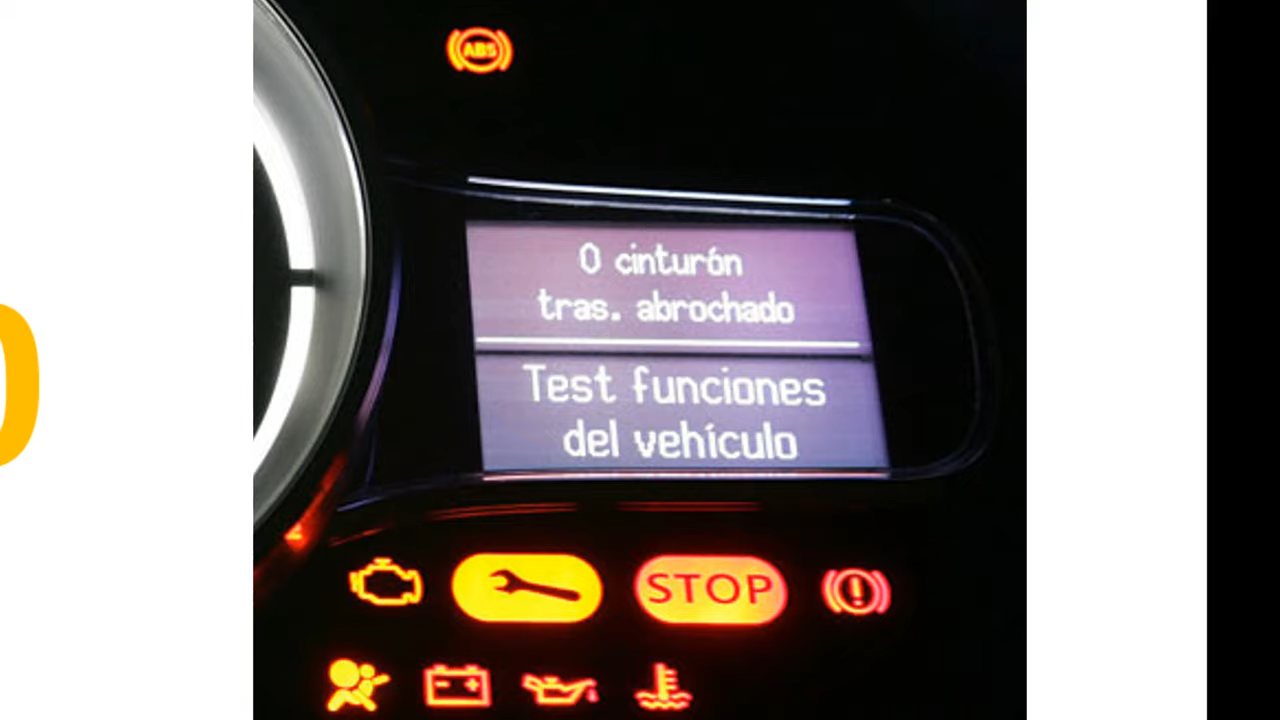 ABS
0 cinturón
tras. abrochado
Test funciones
del vehículo
STOP